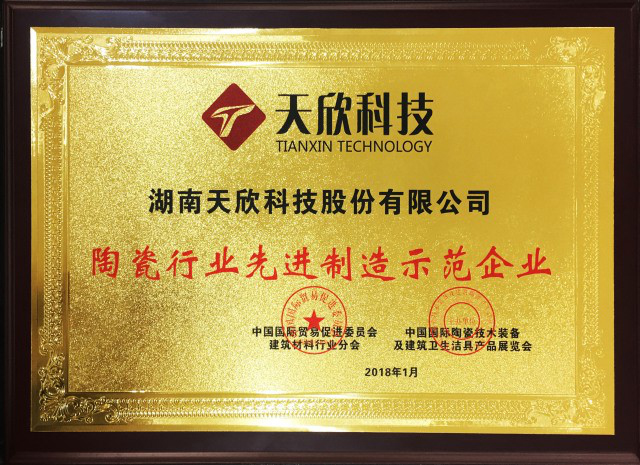 天欣科技
TIANXIN TECHNOLOGY
湖南天欣科技股份有限公司
陶瓷行业先进制造示范企业
中国国际贸易促进委员会
建筑材料行业分会
中国国际陶瓷技术装备
及建筑卫生洁具产品展览会
2018年1月